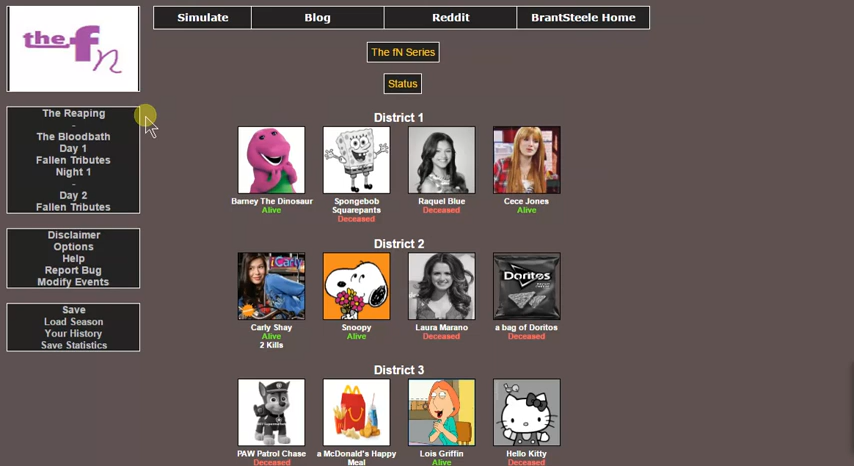 the fn
Simulate
Blog
Reddit
BrantSteele Home
The Reaping
-
The Bloodbath
Day 1
Fallen Tributes
Night 1
-
Day 2
Fallen Tributes
Disclaimer
Options
Help
Report Bug
Modify Events
Save
Load Season
Your History
Save Statistics
The fN Series
Status
District 1
Barney The Dinosaur
Alive
Spongebob
Squarepants
Deceased
Raquel Blue
Deceased
Cece Jones
Alive
District 2
Carly
Carly Shay
Alive
2 Kills
Snoopy
Alive
Laura Marano
Deceased
Doritos
a bag of Doritos
Deceased
District 3
PAW Patrol Chase
Deceased
a McDonald's Happy
Meal
Lois Griffin
Alive
Hello Kitty
Deceased